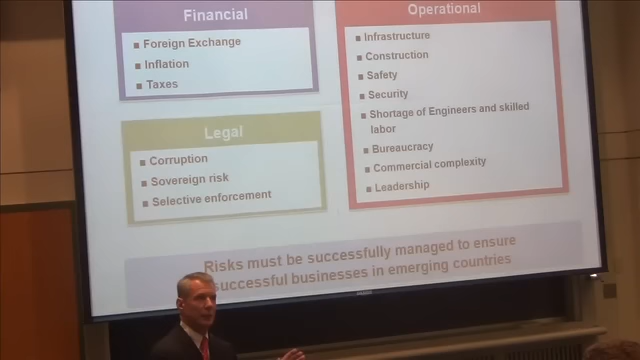 Financial
Foreign Exchange
Inflation
Taxes
Legal
Corruption
Sovereign risk
Selective enforcement
Operational
Infrastructure
Construction
Safety
Security
Shortage of Engineers and skilled
labor
Bureaucracy
Commercial complexity
Leadership
Risks must be successfully managed to ensure
successful businesses in emerging countries